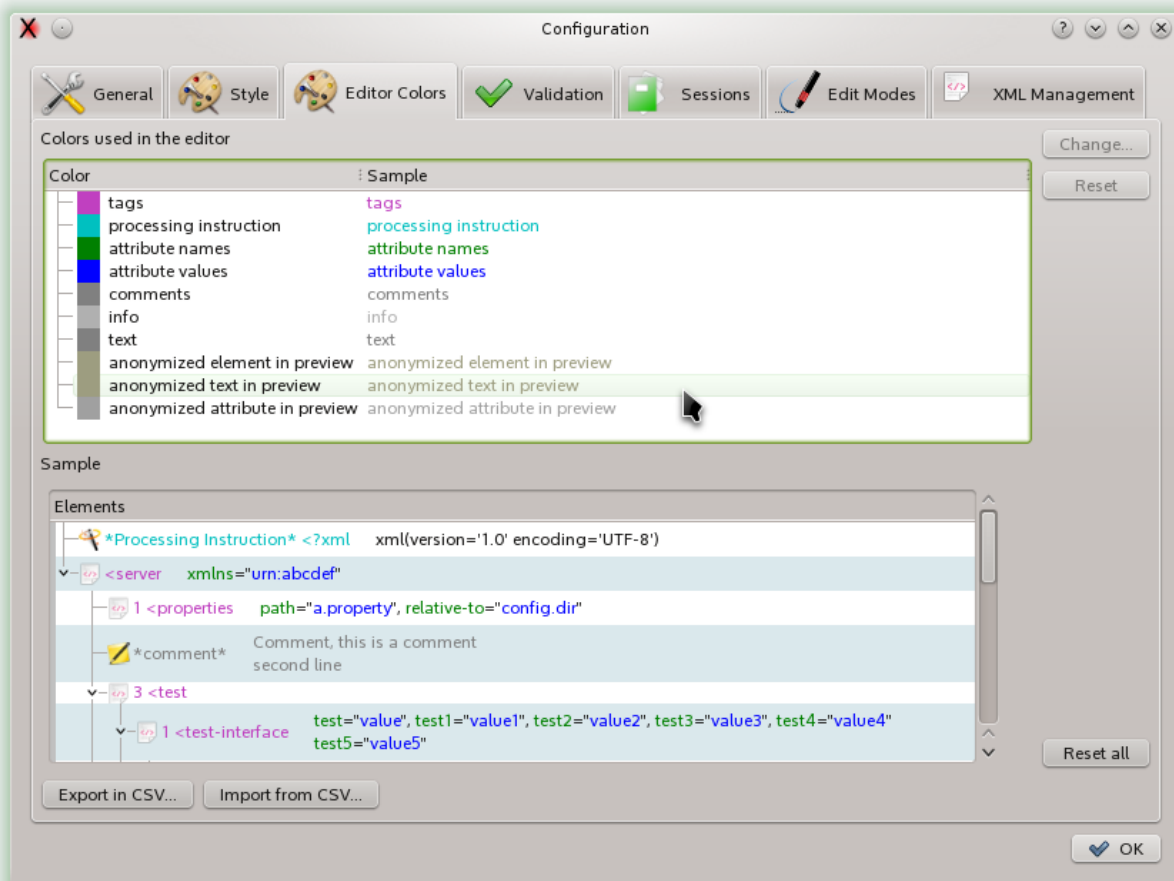 Configuration
General Style Editor Colors Validation Sessions Edit Modes XML Management
Colors used in the editor
Change...
Reset
Color Sample
tags tags
processing instruction processing instruction
attribute names attribute names
attribute values attribute values
comments comments
info info
text text
anonymized element in preview anonymized element in preview
anonymized text in preview anonymized text in preview
anonymized attribute in preview anonymized attribute in preview
Sample
Elements
*Processing Instruction* <?xml xml(version='1.0' encoding='UTF-8')
<server xmlns="urn:abcdef"
1 <properties path="a.property", relative-to="config.dir"
*comment* Comment, this is a comment
second line
3 <test
1 <test-interface test="value", test1="value1", test2="value2", test3="value3", test4="value4"
test5="value5"
Reset all
Export in CSV... Import from CSV...
OK